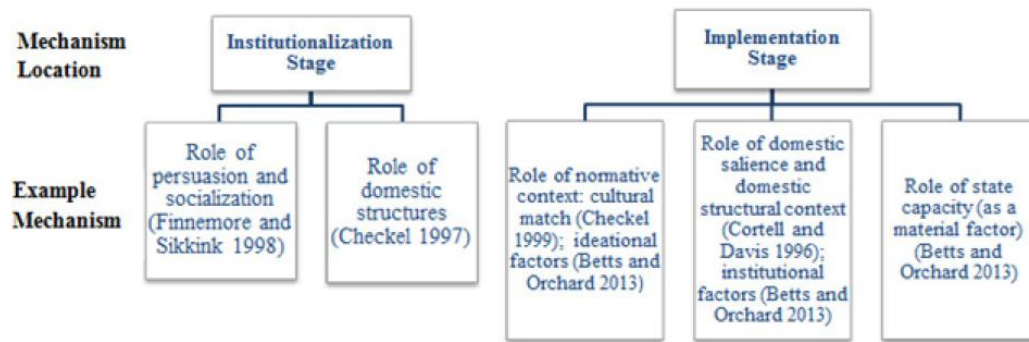 Mechanism
Location
Institutionalization
Stage
Implementation
Stage
Example
Mechanism
Role of
persuasion and
socialization
(Finnemore and
Sikkink 1998)
Role of
domestic
structures
(Checkel 1997)
Role of normative
context: cultural
match (Checkel
1999); ideational
factors (Betts and
Orchard 2013)
Role of domestic
salience and
domestic
structural context
(Cortell and
Davis 1996);
institutional
factors (Betts and
Orchard 2013)
Role of state
capacity (as a
material factor)
(Betts and
Orchard 2013)